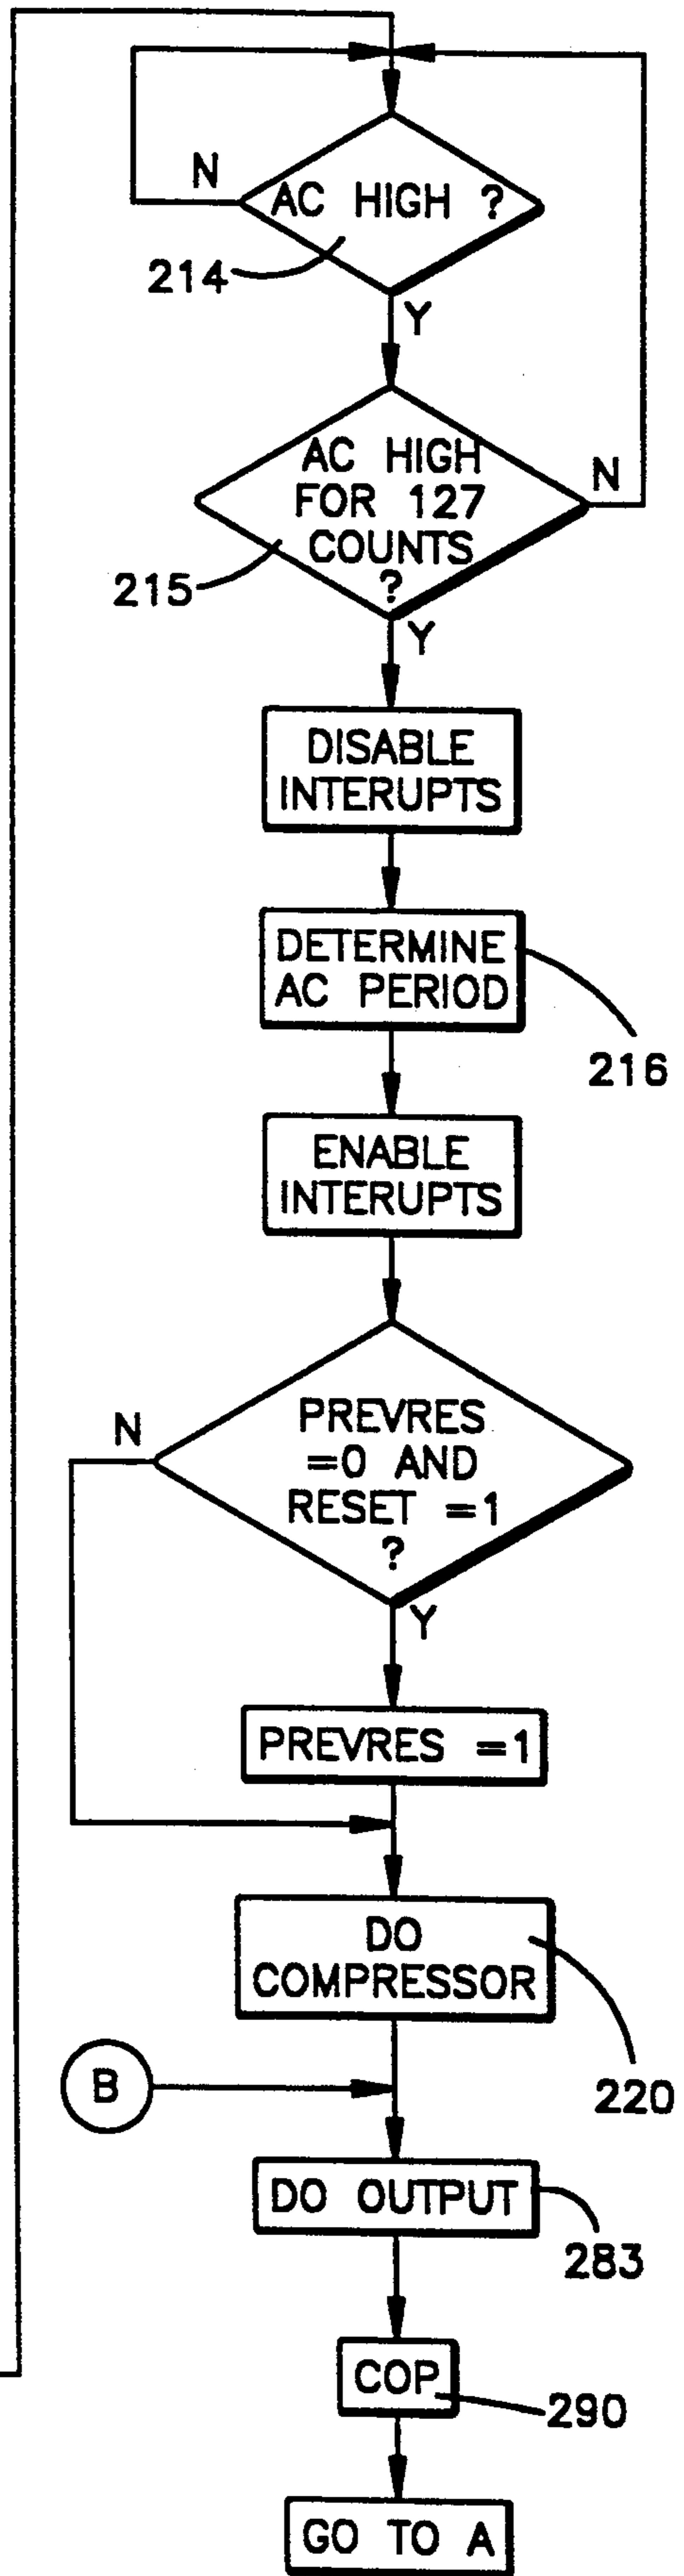 N
AC HIGH ?
214
Y
AC HIGH
FOR 127
COUNTS
?
N
215
Y
DISABLE
INTERUPTS
DETERMINE
AC PERIOD
216
ENABLE
INTERUPTS
N
PREVRES
=0 AND
RESET =1
?
Y
PREVRES =1
DO
COMPRESSOR
220
B
DO OUTPUT
283
COP
290
GO TO A